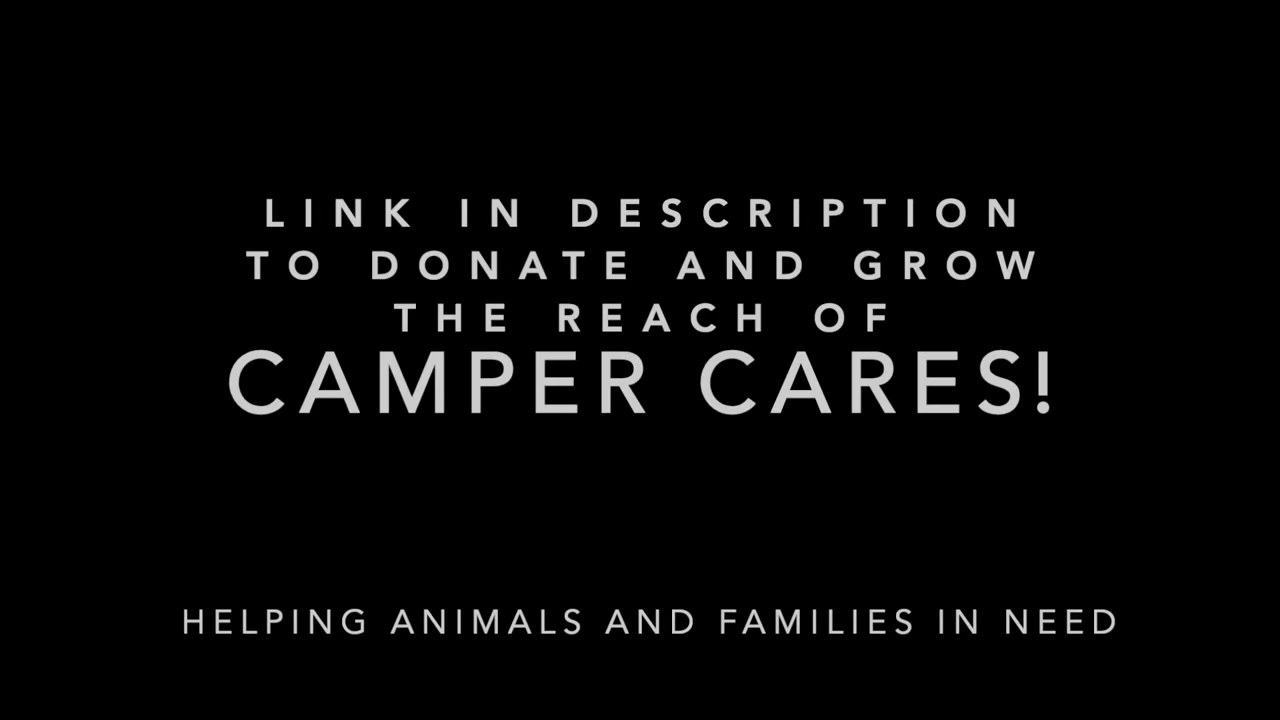 LINK IN DESCRIPTION
TO DONATE AND GROW
THE REACH OF
CAMPER CARES!
HELPING ANIMALS AND FAMILIES IN NEED